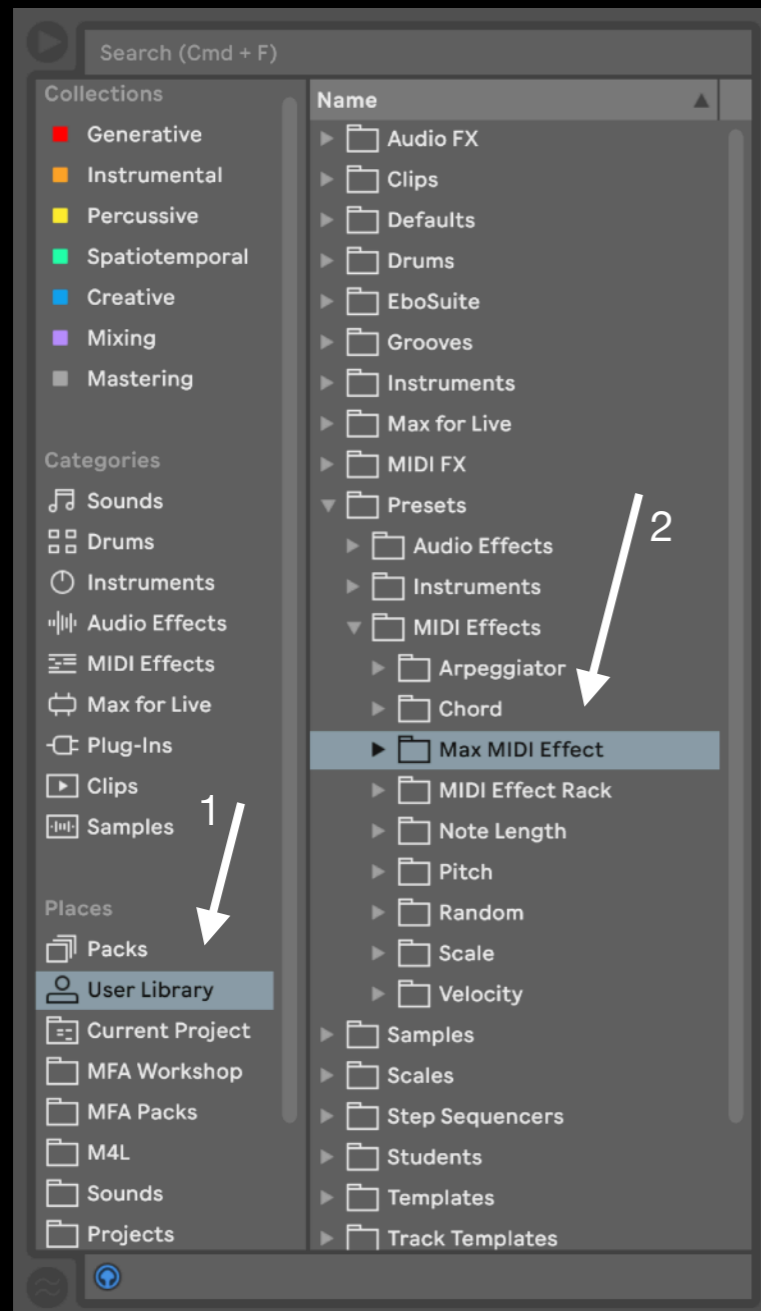 Search (Cmd + F)
Collections
Generative
Instrumental
Percussive
Spatiotemporal
Creative
Mixing
Mastering
Categories
Sounds
Drums
Instruments
Audio Effects
MIDI Effects
Max for Live
Plug-Ins
Clips
Samples
1
Places
Packs
User Library
Current Project
MFA Workshop
MFA Packs
M4L
Sounds
Projects
Name
Audio FX
Clips
Defaults
Drums
EboSuite
Grooves
Instruments
Max for Live
MIDI FX
Presets
2
Audio Effects
Instruments
MIDI Effects
Arpeggiator
Chord
Max MIDI Effect
MIDI Effect Rack
Note Length
Pitch
Random
Scale
Velocity
Samples
Scales
Step Sequencers
Students
Templates
Track Templates